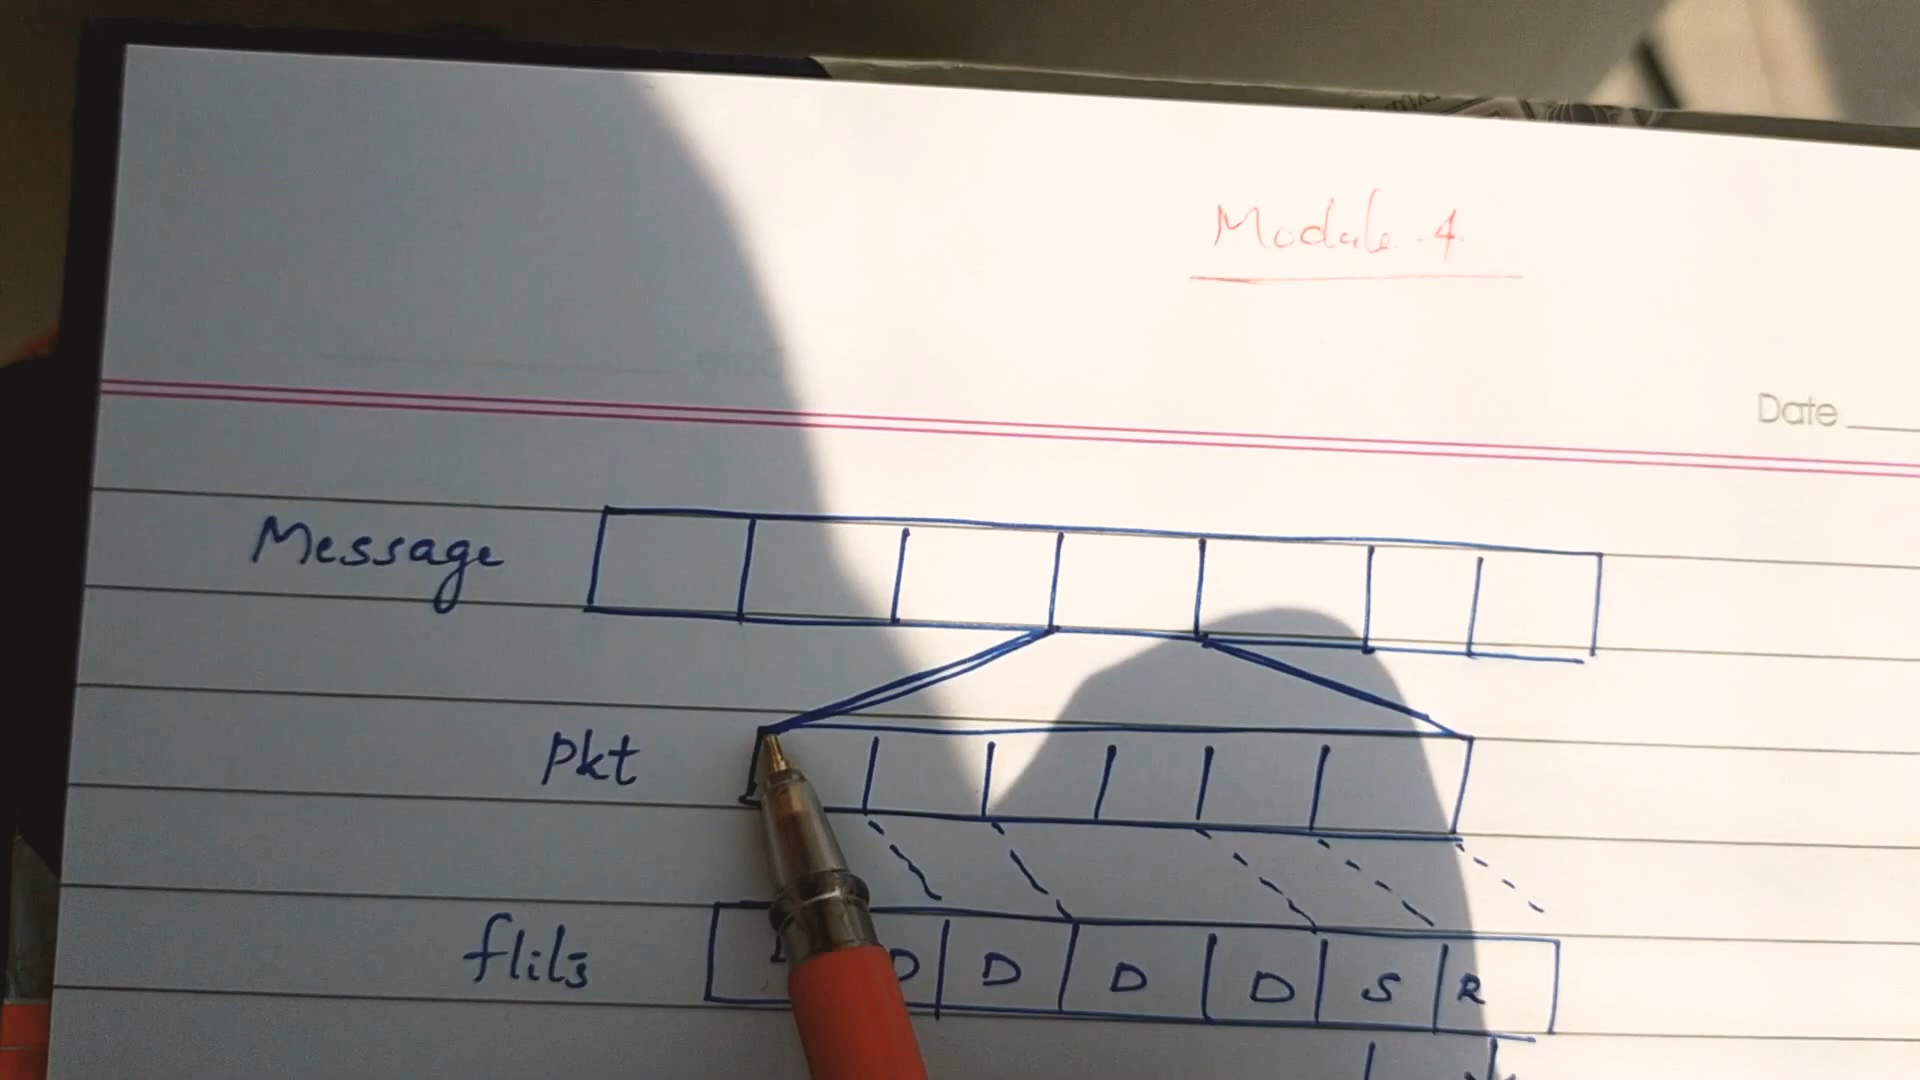 Module-4
Date
Message
Pkt
flits
D D D D S R